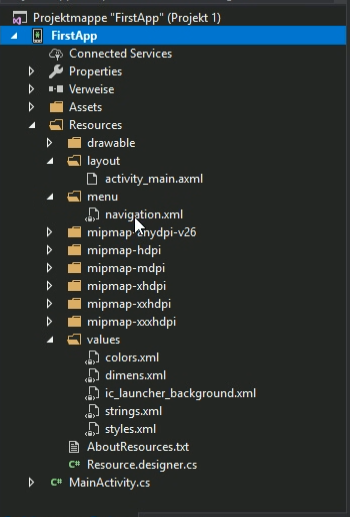 Projektmappe "FirstApp" (Projekt 1)
FirstApp
Connected Services
Properties
Verweise
Assets
Resources
drawable
layout
activity_main.axml
menu
navigation.xml
mipmap-anydpi-v26
mipmap-hdpi
mipmap-mdpi
mipmap-xhdpi
mipmap-xxhdpi
mipmap-xxxhdpi
values
colors.xml
dimens.xml
ic_launcher_background.xml
strings.xml
styles.xml
AboutResources.txt
C# Resource.designer.cs
C# MainActivity.cs